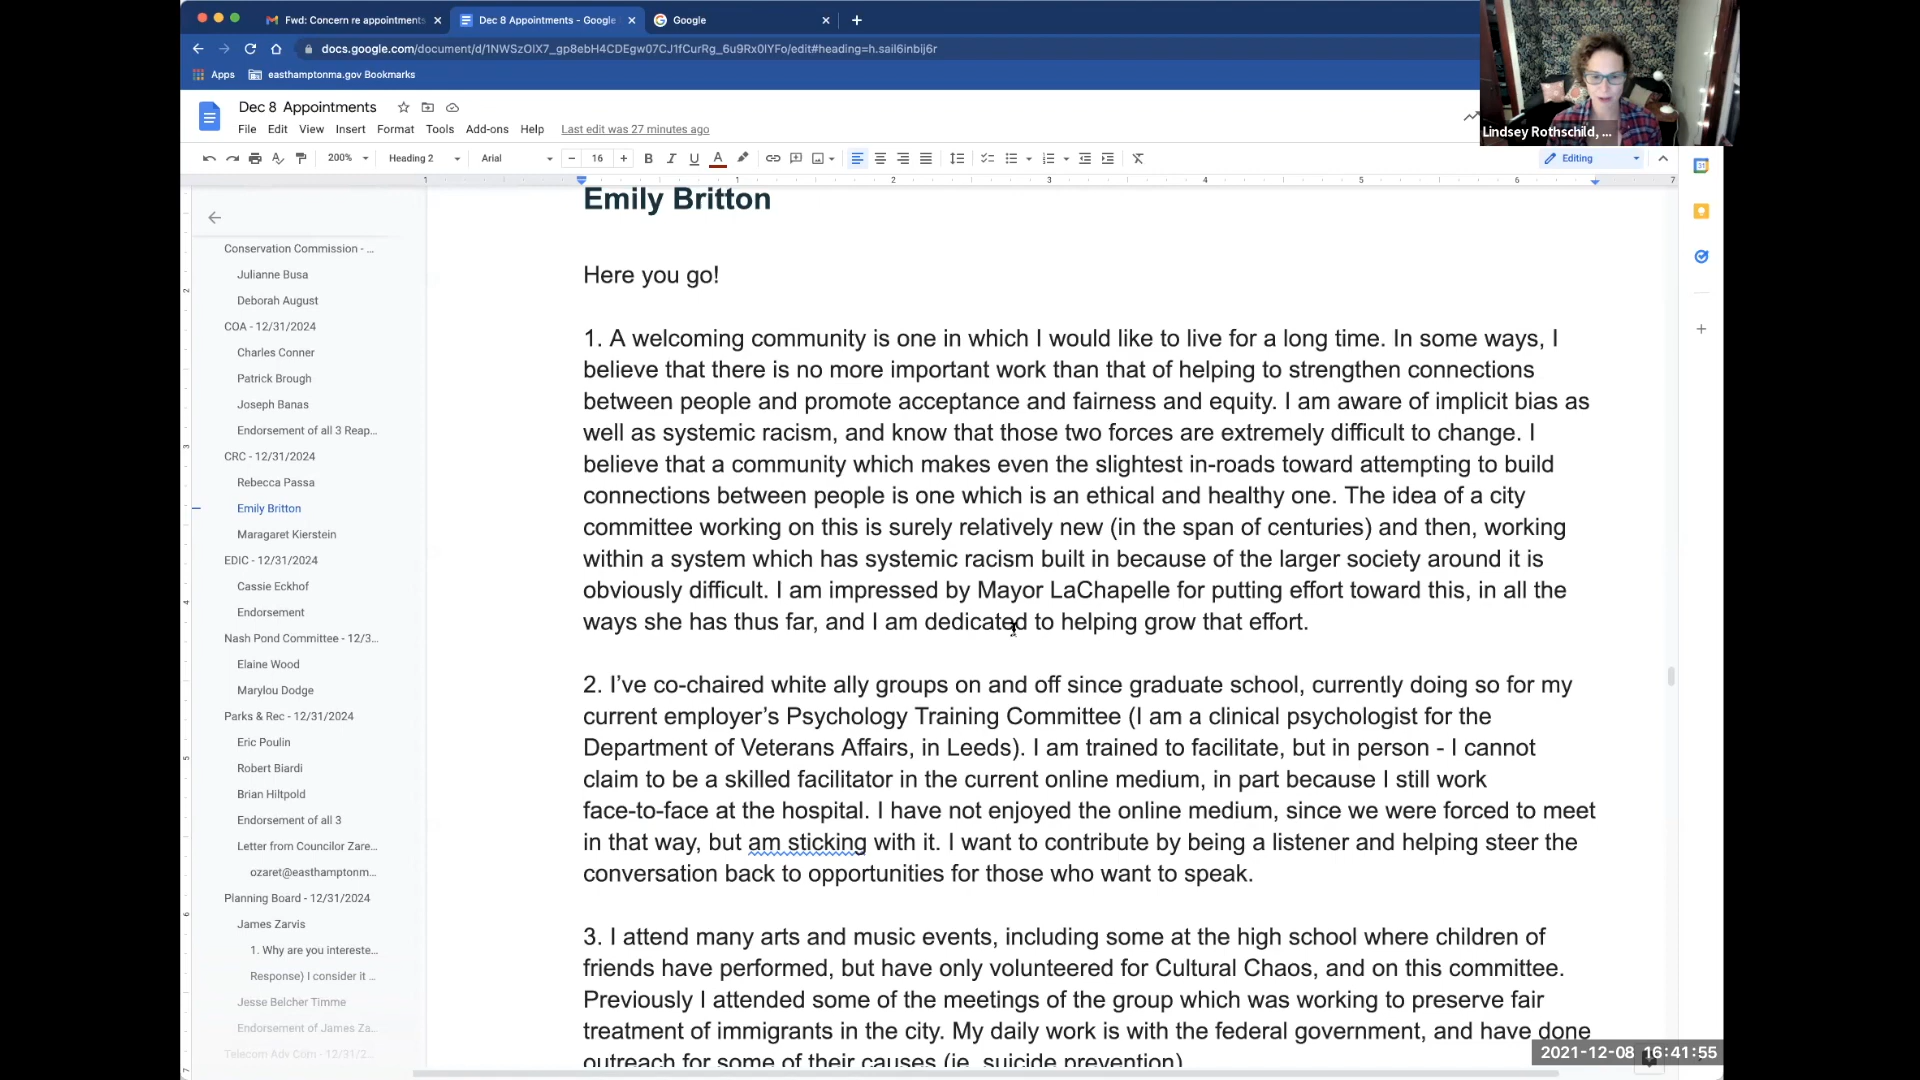 Fwd: Concern re appointments
Dec 8 Appointments - Google
Google
docs.google.com/document/d/1NWSzOIX7_gp8ebH4CDEgw07CJ1fCurRg_6u9Rx0IYFo/edit#heading=h.sail6inbij6r
Apps
easthamptonma.gov Bookmarks
Dec 8 Appointments
File Edit View Insert Format Tools Add-ons Help Last edit was 27 minutes ago
200% Heading 2 Arial 16 Editing
Lindsey Rothschild, ...
Conservation Commission - ...
Julianne Busa
Deborah August
COA - 12/31/2024
Charles Conner
Patrick Brough
Joseph Banas
Endorsement of all 3 Reap...
CRC - 12/31/2024
Rebecca Passa
Emily Britton
Maragaret Kierstein
EDIC - 12/31/2024
Cassie Eckhof
Endorsement
Nash Pond Committee - 12/3...
Elaine Wood
Marylou Dodge
Parks & Rec - 12/31/2024
Eric Poulin
Robert Biardi
Brian Hiltpold
Endorsement of all 3
Letter from Councilor Zare...
ozaret@easthamptonm...
Planning Board - 12/31/2024
James Zarvis
1. Why are you intereste...
Response) I consider it ...
Jesse Belcher Timme
Endorsement of James Za...
Telecom Adv Com - 12/31/2...
Emily Britton
Here you go!
1. A welcoming community is one in which I would like to live for a long time. In some ways, I
believe that there is no more important work than that of helping to strengthen connections
between people and promote acceptance and fairness and equity. I am aware of implicit bias as
well as systemic racism, and know that those two forces are extremely difficult to change. I
believe that a community which makes even the slightest in-roads toward attempting to build
connections between people is one which is an ethical and healthy one. The idea of a city
committee working on this is surely relatively new (in the span of centuries) and then, working
within a system which has systemic racism built in because of the larger society around it is
obviously difficult. I am impressed by Mayor LaChapelle for putting effort toward this, in all the
ways she has thus far, and I am dedicated to helping grow that effort.
2. I've co-chaired white ally groups on and off since graduate school, currently doing so for my
current employer's Psychology Training Committee (I am a clinical psychologist for the
Department of Veterans Affairs, in Leeds). I am trained to facilitate, but in person - I cannot
claim to be a skilled facilitator in the current online medium, in part because I still work
face-to-face at the hospital. I have not enjoyed the online medium, since we were forced to meet
in that way, but am sticking with it. I want to contribute by being a listener and helping steer the
conversation back to opportunities for those who want to speak.
3. I attend many arts and music events, including some at the high school where children of
friends have performed, but have only volunteered for Cultural Chaos, and on this committee.
Previously I attended some of the meetings of the group which was working to preserve fair
treatment of immigrants in the city. My daily work is with the federal government, and have done
outreach for some of their causes (ie, suicide prevention)
2021-12-08 16:41:55